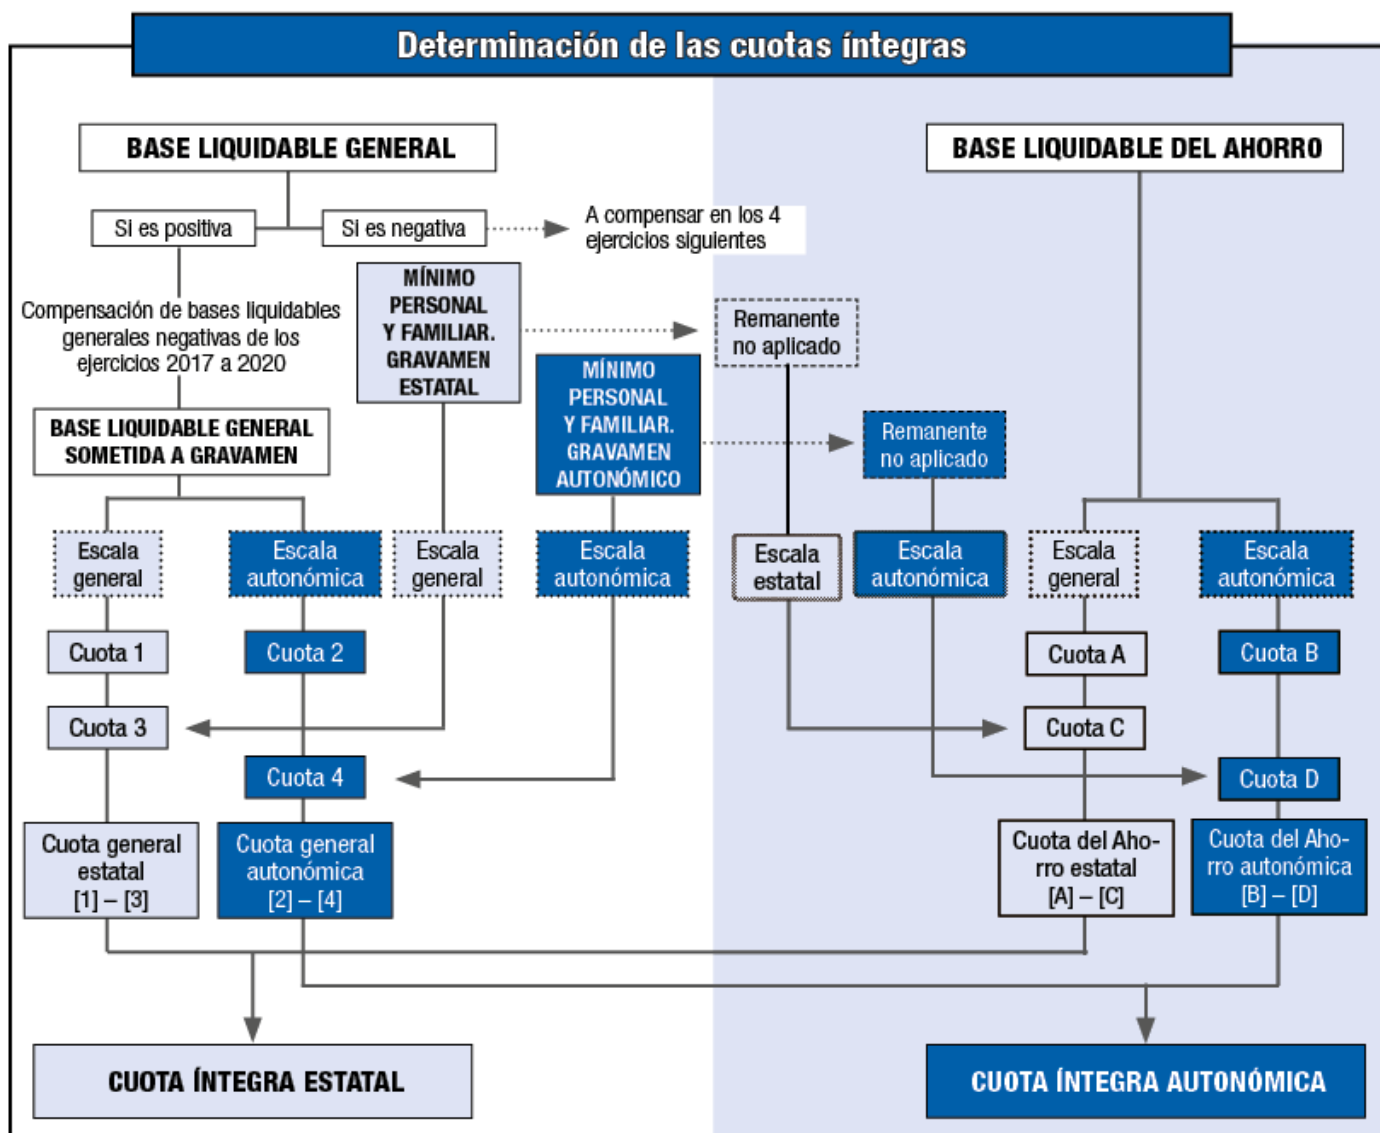 Determinación de las cuotas íntegras
BASE LIQUIDABLE GENERAL
BASE LIQUIDABLE DEL AHORRO
Si es positiva
Si es negativa
A compensar en los 4
ejercicios siguientes
Compensación de bases liquidables
generales negativas de los
ejercicios 2017 a 2020
MÍNIMO
PERSONAL
Y FAMILIAR.
GRAVAMEN
ESTATAL
Remanente
no aplicado
MÍNIMO
PERSONAL
Y FAMILIAR.
GRAVAMEN
AUTONÓMICO
Remanente
no aplicado
BASE LIQUIDABLE GENERAL
SOMETIDA A GRAVAMEN
Escala
general
Escala
autonómica
Escala
general
Escala
autonómica
Escala
estatal
Escala
autonómica
Escala
general
Escala
autonómica
Cuota 1
Cuota 2
Cuota A
Cuota B
Cuota 3
Cuota C
Cuota 4
Cuota D
Cuota general
estatal
[1] – [3]
Cuota general
autonómica
[2] – [4]
Cuota del Aho-
rro estatal
[A] – [C]
Cuota del Aho-
rro autonómica
[B] – [D]
CUOTA ÍNTEGRA ESTATAL
CUOTA ÍNTEGRA AUTONÓMICA